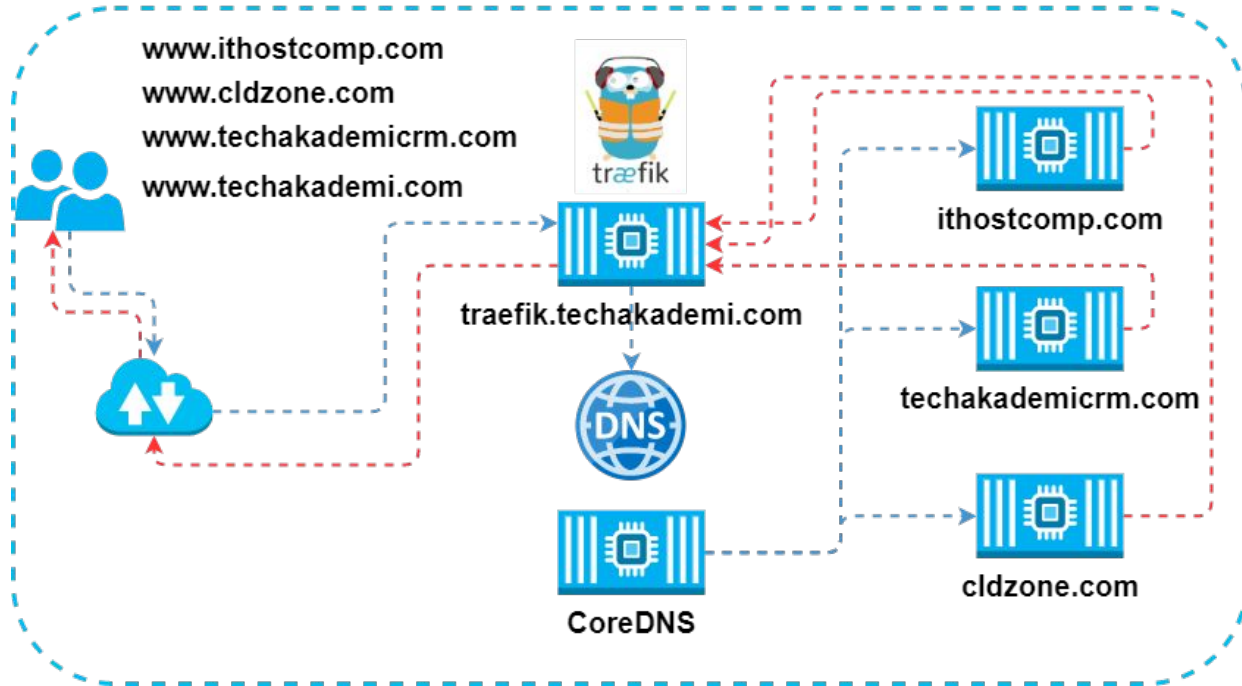 www.ithostcomp.com
www.cldzone.com
www.techakademicrm.com
www.techakademi.com
træfik
traefik.techakademi.com
DNS
CoreDNS
ithostcomp.com
techakademicrm.com
cldzone.com